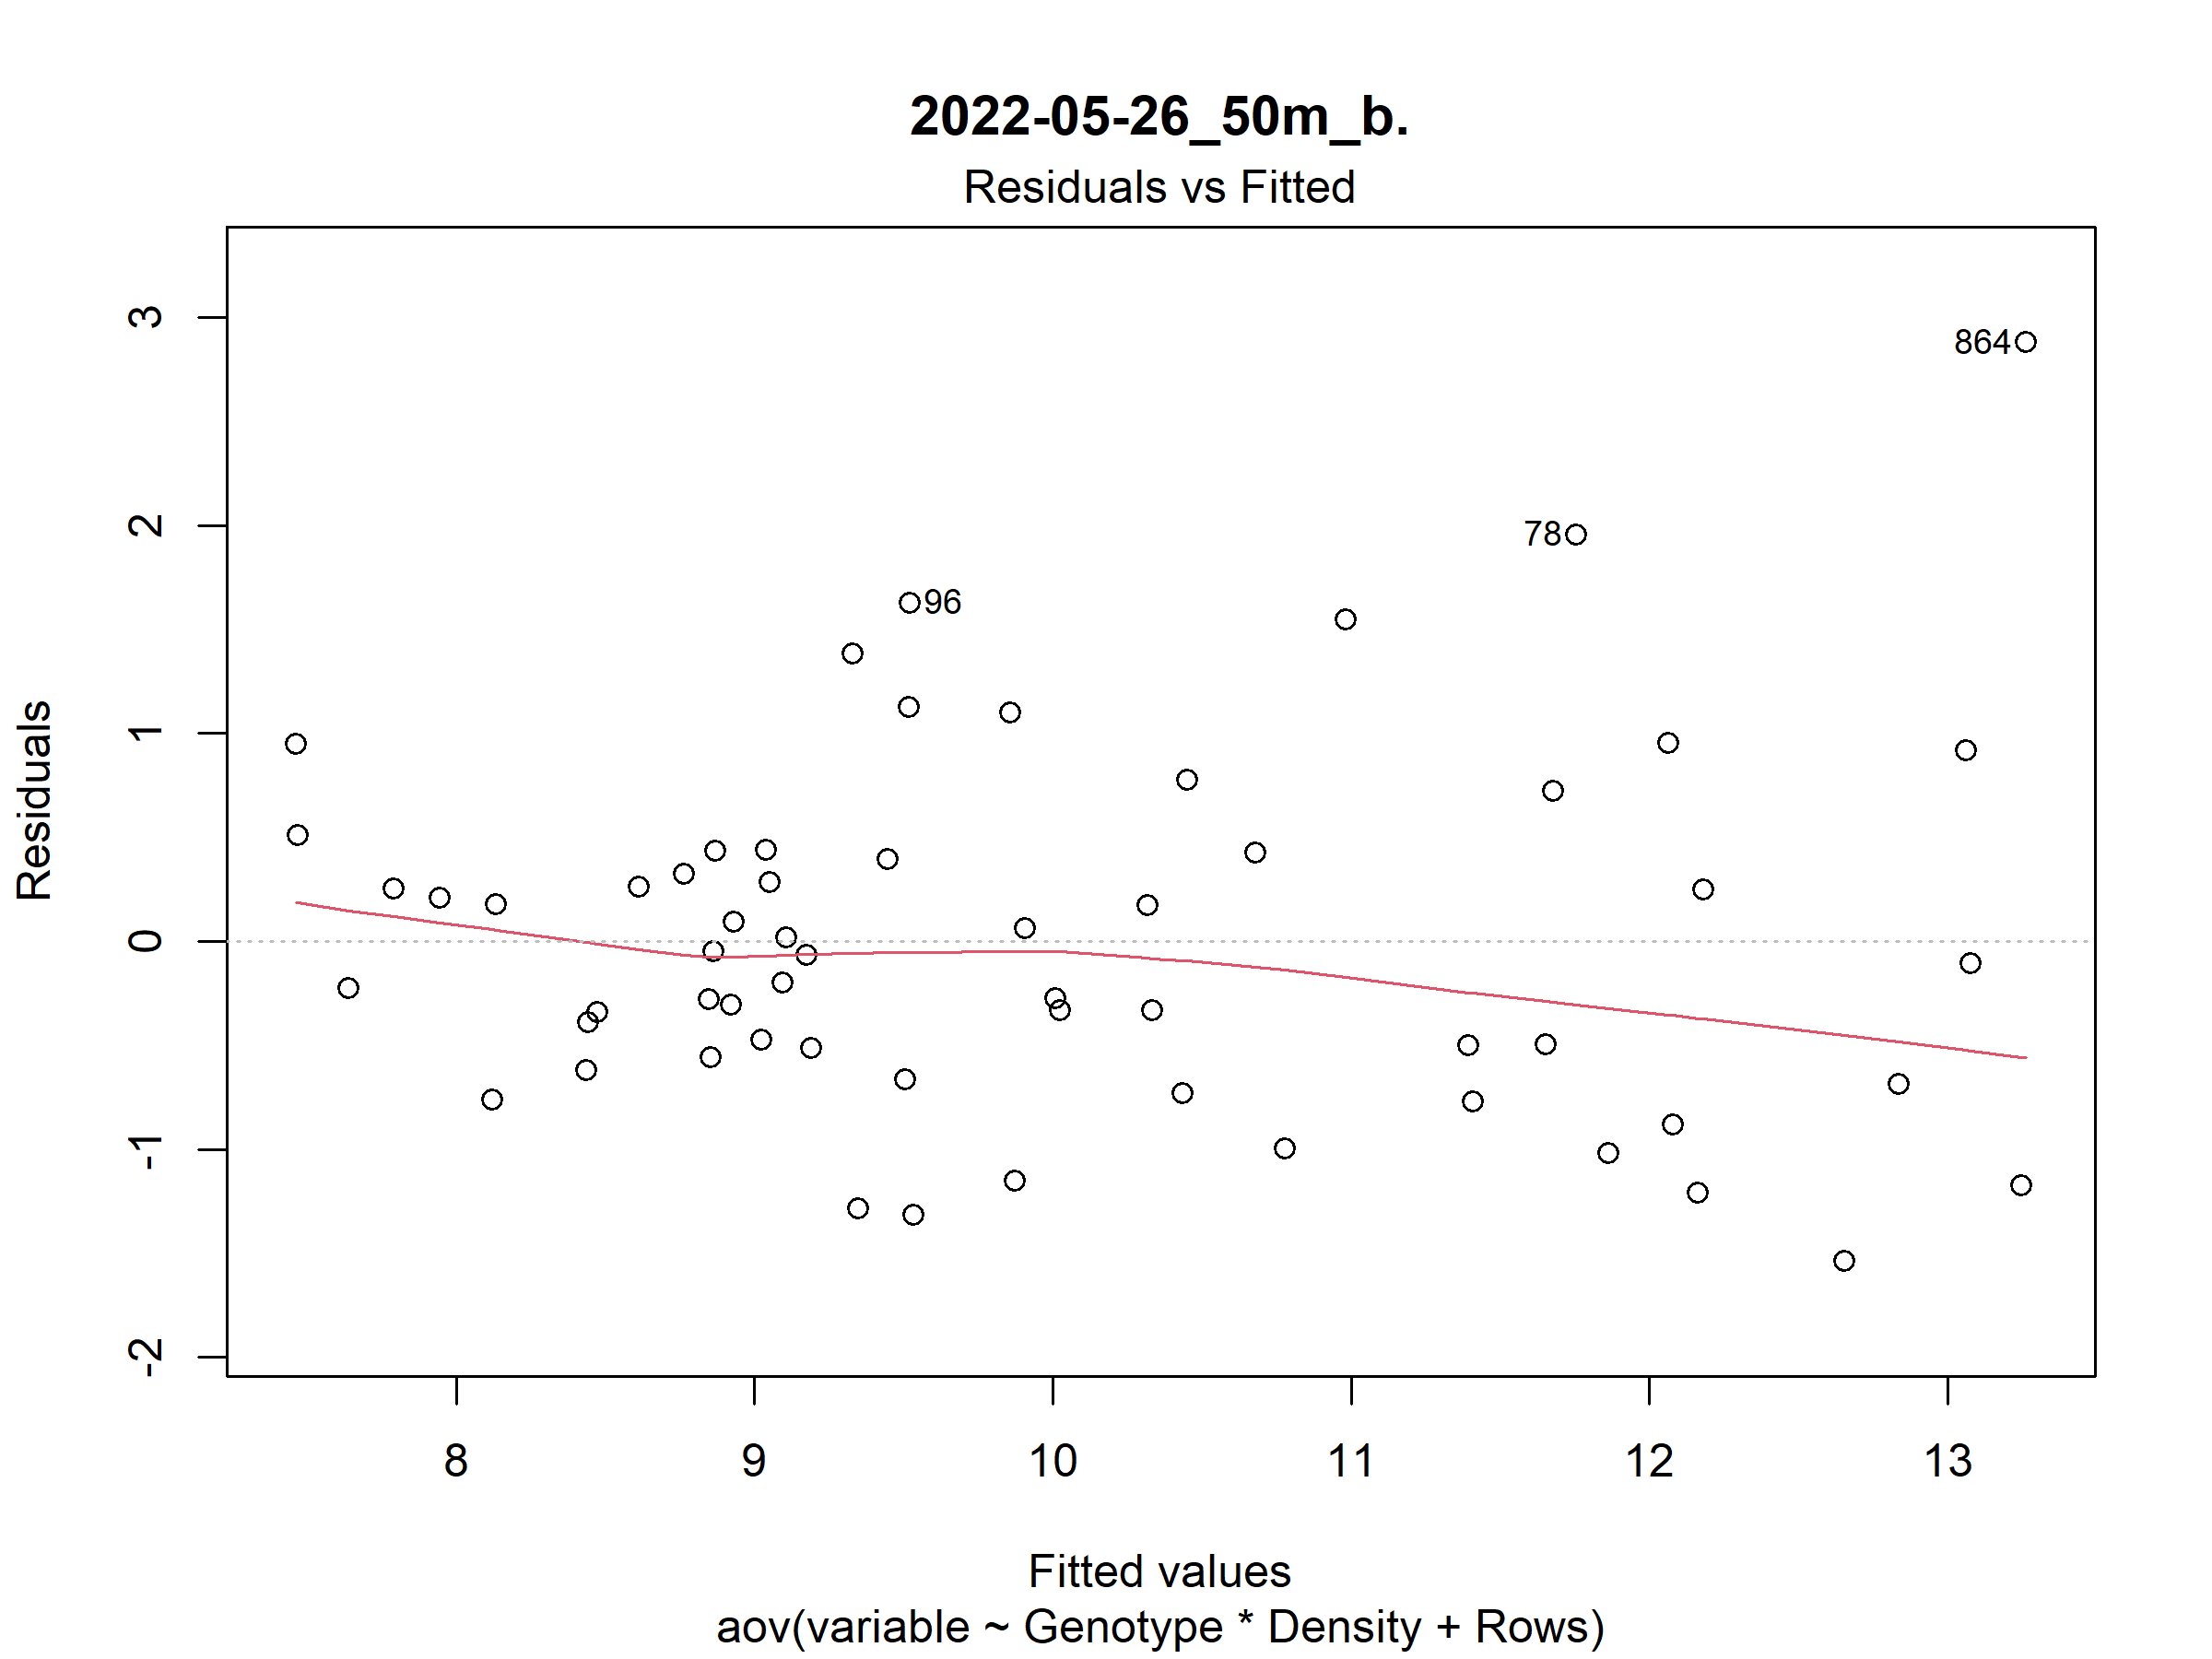 2022-05-26_50m_b.
Residuals vs Fitted
Residuals
3
2
1
0
-1
-2
864
78
96
8 9 10 11 12 13
Fitted values
aov(variable ~ Genotype * Density + Rows)